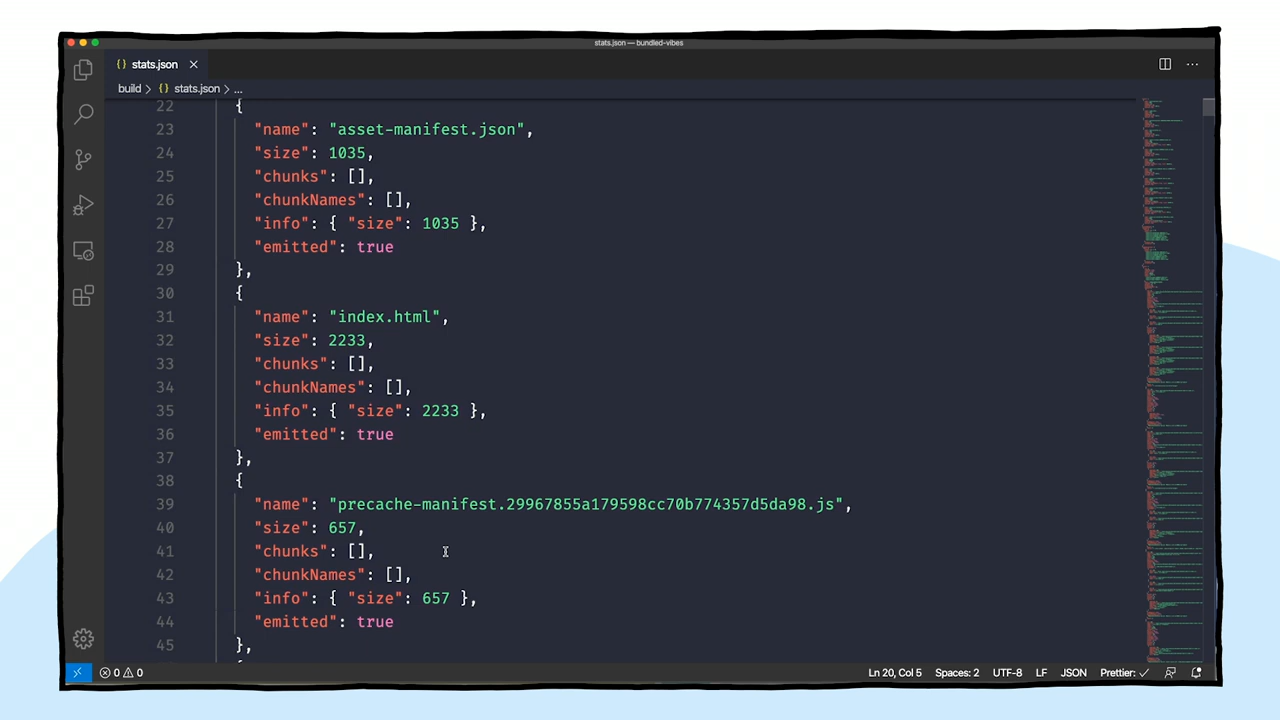 stats.json — bundled-vibes
{} stats.json ×
build > {} stats.json > ...
22 {
23 "name": "asset-manifest.json",
24 "size": 1035,
25 "chunks": [],
26 "chunkNames": [],
27 "info": { "size": 1035 },
28 "emitted": true
29 },
30 {
31 "name": "index.html",
32 "size": 2233,
33 "chunks": [],
34 "chunkNames": [],
35 "info": { "size": 2233 },
36 "emitted": true
37 },
38 {
39 "name": "precache-manifest.29967855a179598cc70b774357d5da98.js",
40 "size": 657,
41 "chunks": [],
42 "chunkNames": [],
43 "info": { "size": 657 },
44 "emitted": true
45 },
0 0 Ln 20, Col 5 Spaces: 2 UTF-8 LF JSON Prettier: ✓